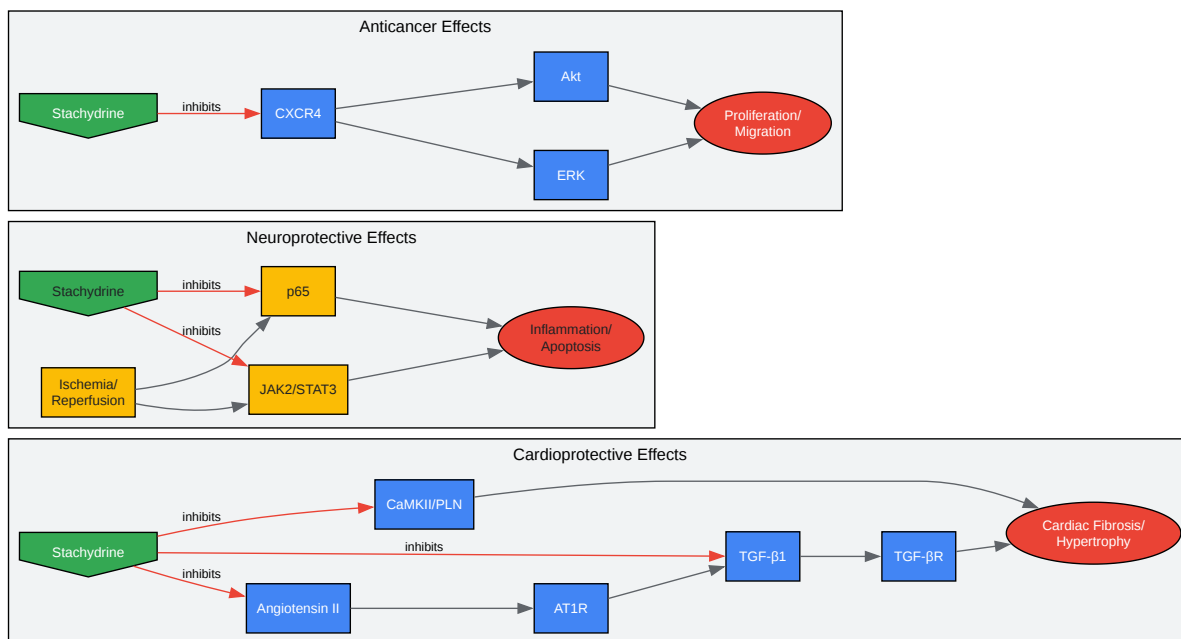 Anticancer Effects
Stachydrine
inhibits
CXCR4
Akt
ERK
Proliferation/
Migration
Neuroprotective Effects
Stachydrine
inhibits
inhibits
p65
Ischemia/
Reperfusion
JAK2/STAT3
Inflammation/
Apoptosis
Cardioprotective Effects
Stachydrine
inhibits
inhibits
inhibits
CaMKII/PLN
Angiotensin II
AT1R
TGF-β1
TGF-βR
Cardiac Fibrosis/
Hypertrophy